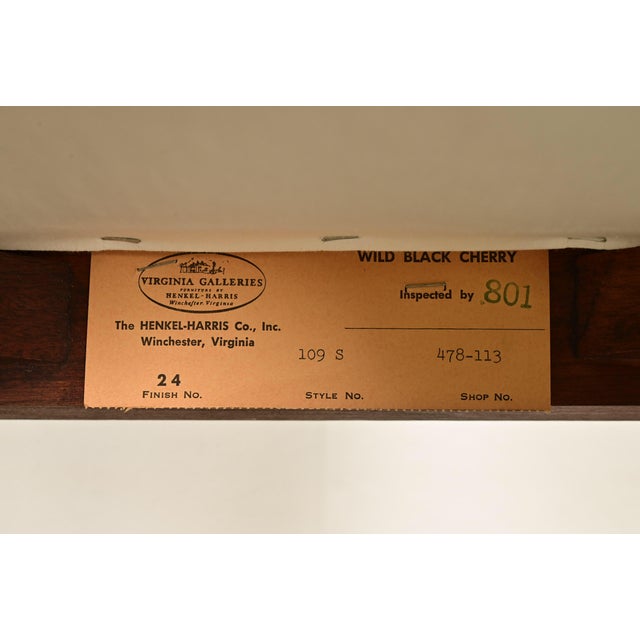 WILD BLACK CHERRY
VIRGINIA GALLERIES
FURNITURE BY
HENKEL-HARRIS
Winchester, Virginia
Inspected by 801
The HENKEL-HARRIS Co., Inc.
Winchester, Virginia
109 S 478-113
24
FINISH NO. STYLE NO. SHOP NO.